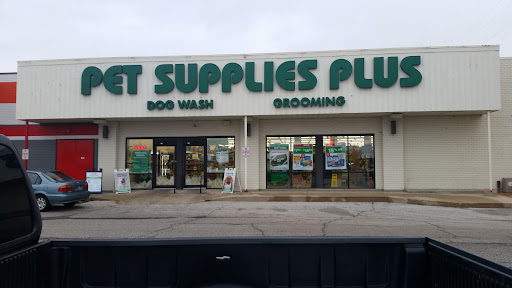 PET SUPPLIES PLUS
DOG WASH GROOMING